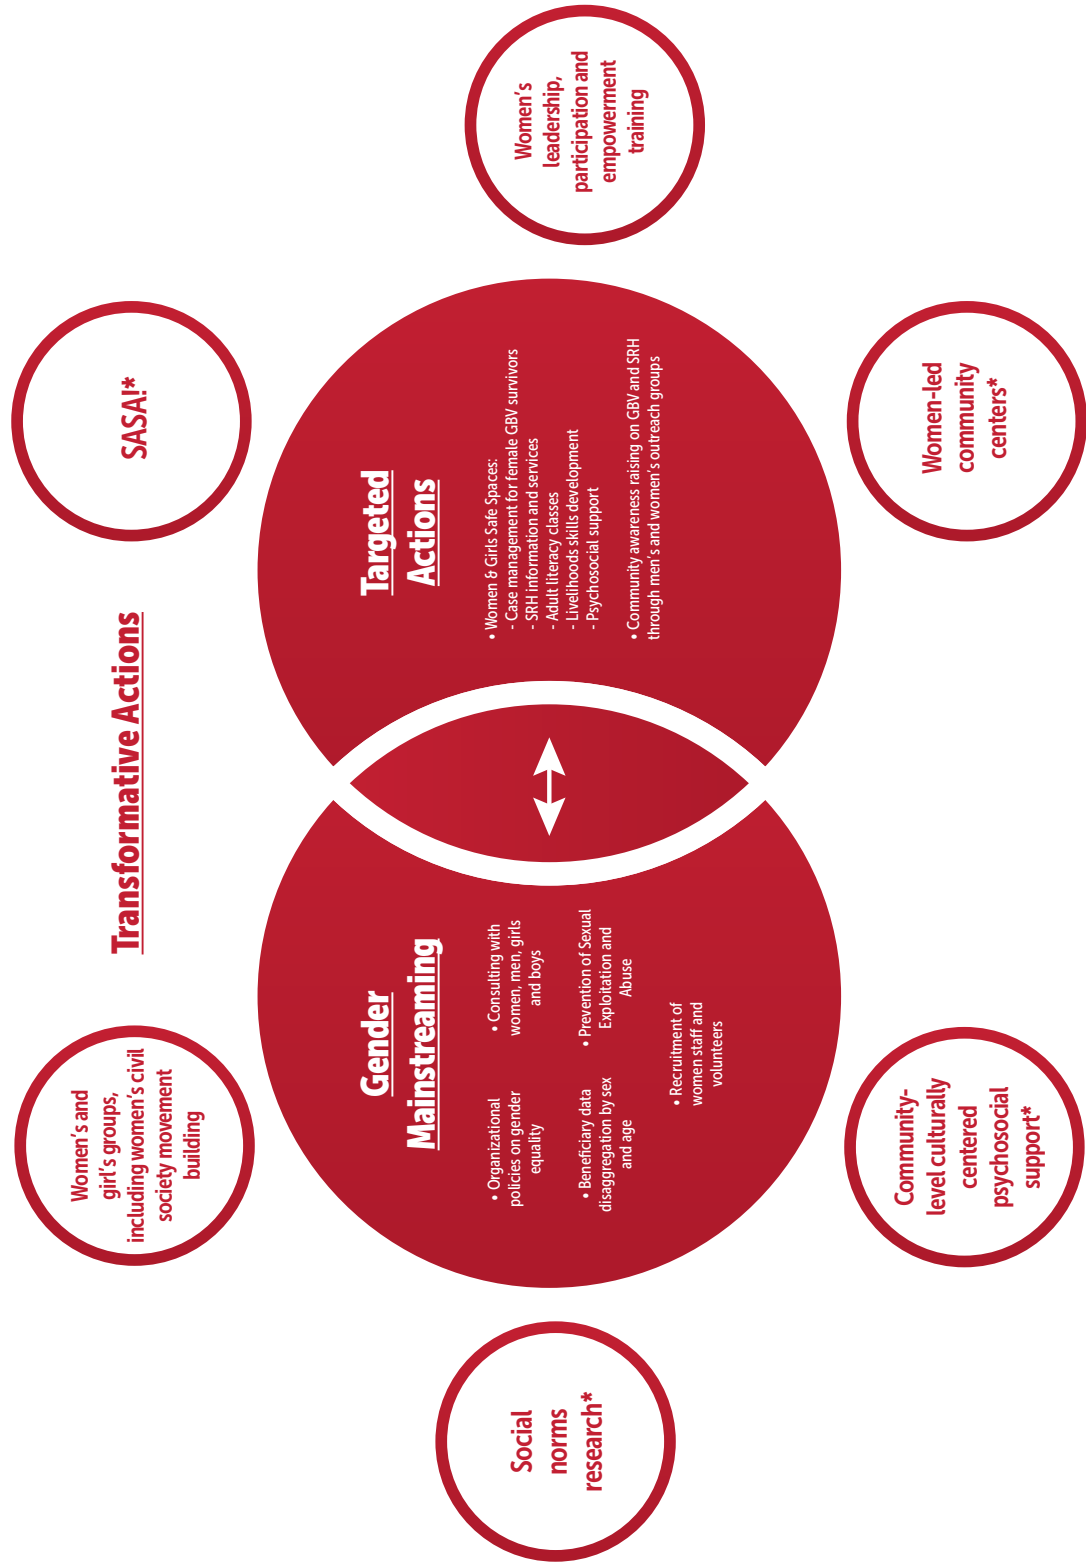 Transformative Actions
Women's and
girl's groups,
including women's civil
society movement
building
SASA!*
Social
norms
research*
Gender
Mainstreaming
• Organizational
policies on gender
equality
• Consulting with
women, men, girls
and boys
• Beneficiary data
disaggregation by sex
and age
• Prevention of Sexual
Exploitation and
Abuse
• Recruitment of
women staff and
volunteers
Targeted
Actions
• Women & Girls Safe Spaces:
- Case management for female GBV survivors
- SRH information and services
- Adult literacy classes
- Livelihoods skills development
- Psychosocial support
• Community awareness raising on GBV and SRH
through men's and women's outreach groups
Women's
leadership,
participation and
empowerment
training
Community-
level culturally
centered
psychosocial
support*
Women-led
community
centers*